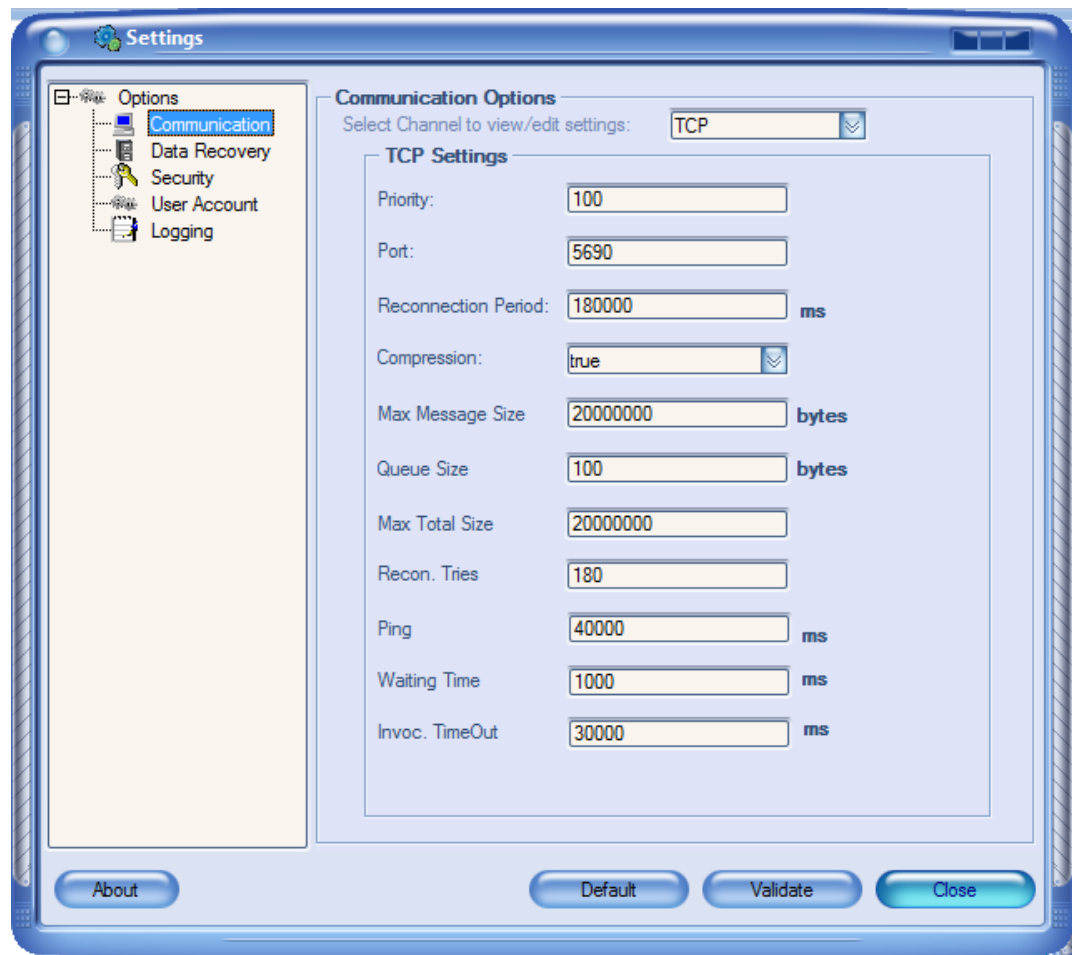 Settings
Options
Communication
Data Recovery
Security
User Account
Logging
Communication Options
Select Channel to view/edit settings: TCP
TCP Settings
Priority: 100
Port: 5690
Reconnection Period: 180000 ms
Compression: true
Max Message Size 20000000 bytes
Queue Size 100 bytes
Max Total Size 20000000
Recon. Tries 180
Ping 40000 ms
Waiting Time 1000 ms
Invoc. TimeOut 30000 ms
About Default Validate Close